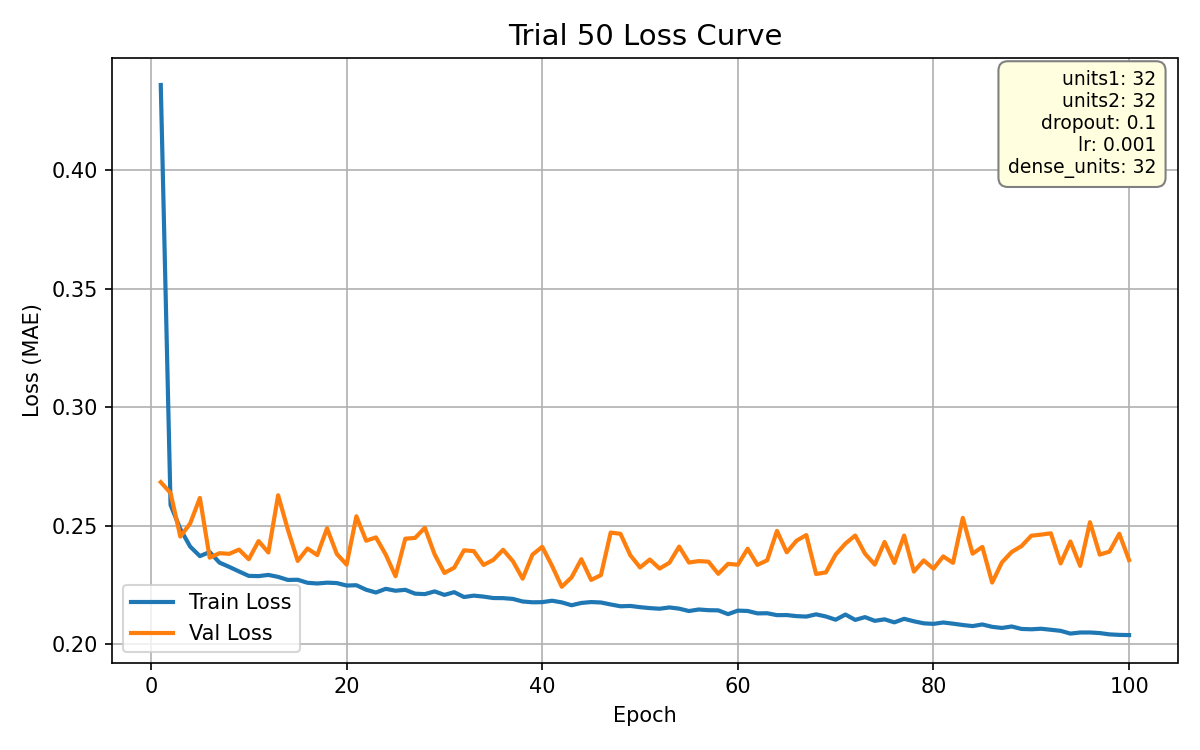 Trial 50 Loss Curve
units1: 32
units2: 32
dropout: 0.1
lr: 0.001
dense_units: 32
Loss (MAE)
0.40
0.35
0.30
0.25
0.20
Train Loss
Val Loss
0 20 40 60 80 100
Epoch